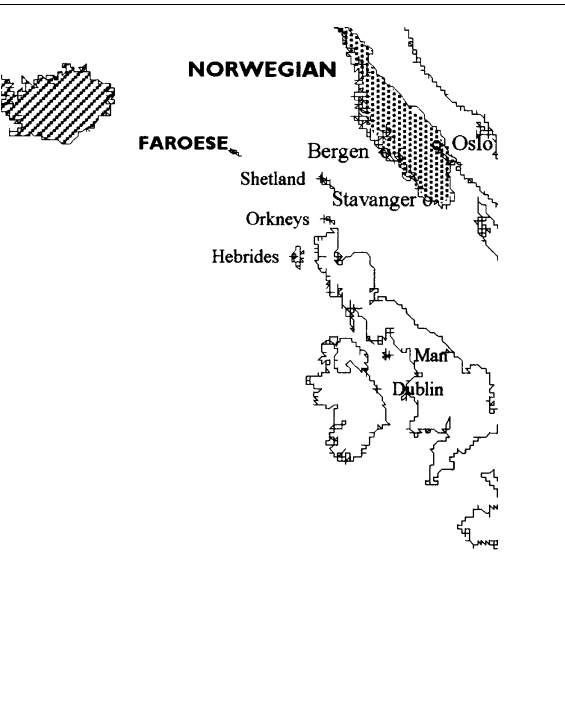 NORWEGIAN
FAROESE
Bergen
Oslo
Shetland
Stavanger
Orkneys
Hebrides
Man
Dublin